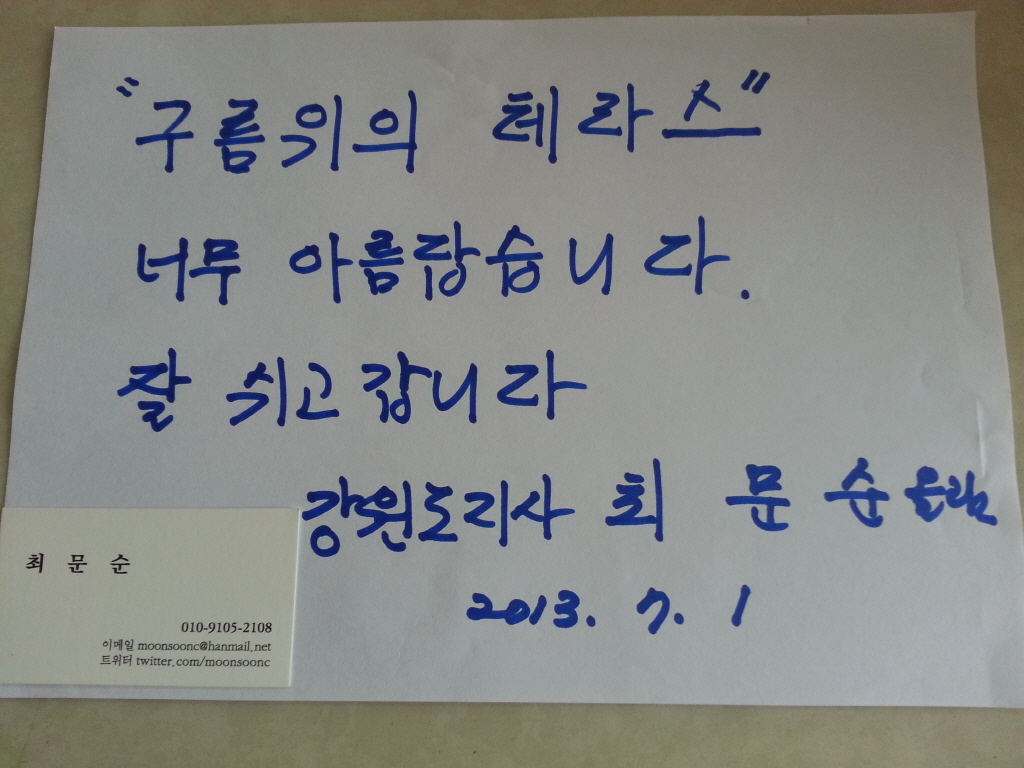 "구름위의 테라스"
너무 아름답습니다.
잘 쉬고 갑니다
강원도지사 최 문 순 올림
2013. 7. 1
최 문 순
010-9105-2108
이메일 moonsoonc@hanmail.net
트위터 twitter.com/moonsoonc